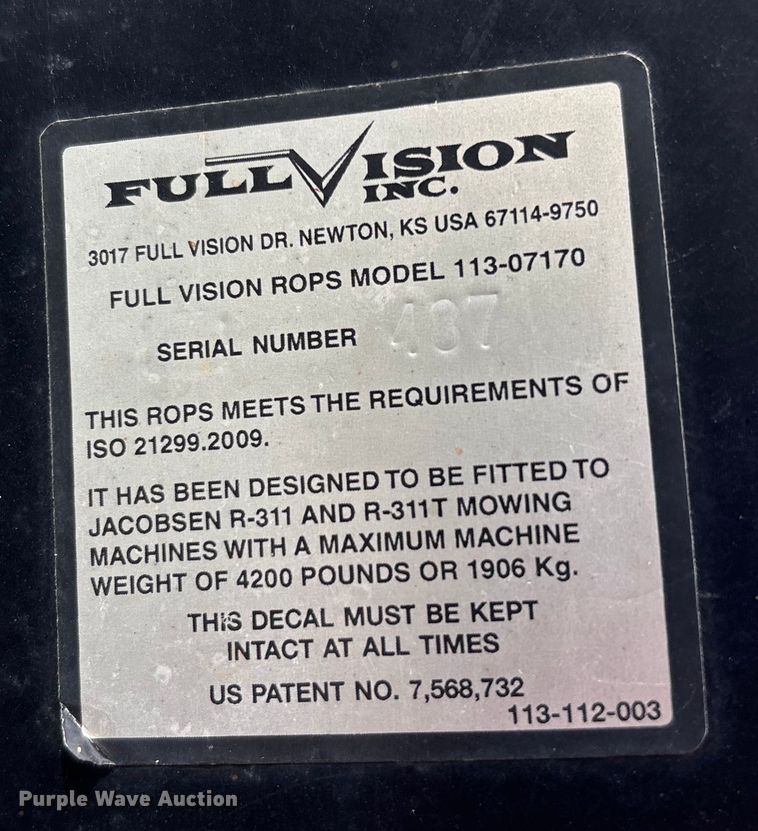 FULL VISION INC.
3017 FULL VISION DR. NEWTON, KS USA 67114-9750
FULL VISION ROPS MODEL 113-07170
SERIAL NUMBER 437
THIS ROPS MEETS THE REQUIREMENTS OF
ISO 21299.2009.
IT HAS BEEN DESIGNED TO BE FITTED TO
JACOBSEN R-311 AND R-311T MOWING
MACHINES WITH A MAXIMUM MACHINE
WEIGHT OF 4200 POUNDS OR 1906 Kg.
THIS DECAL MUST BE KEPT
INTACT AT ALL TIMES
US PATENT NO. 7,568,732
113-112-003
Purple Wave Auction